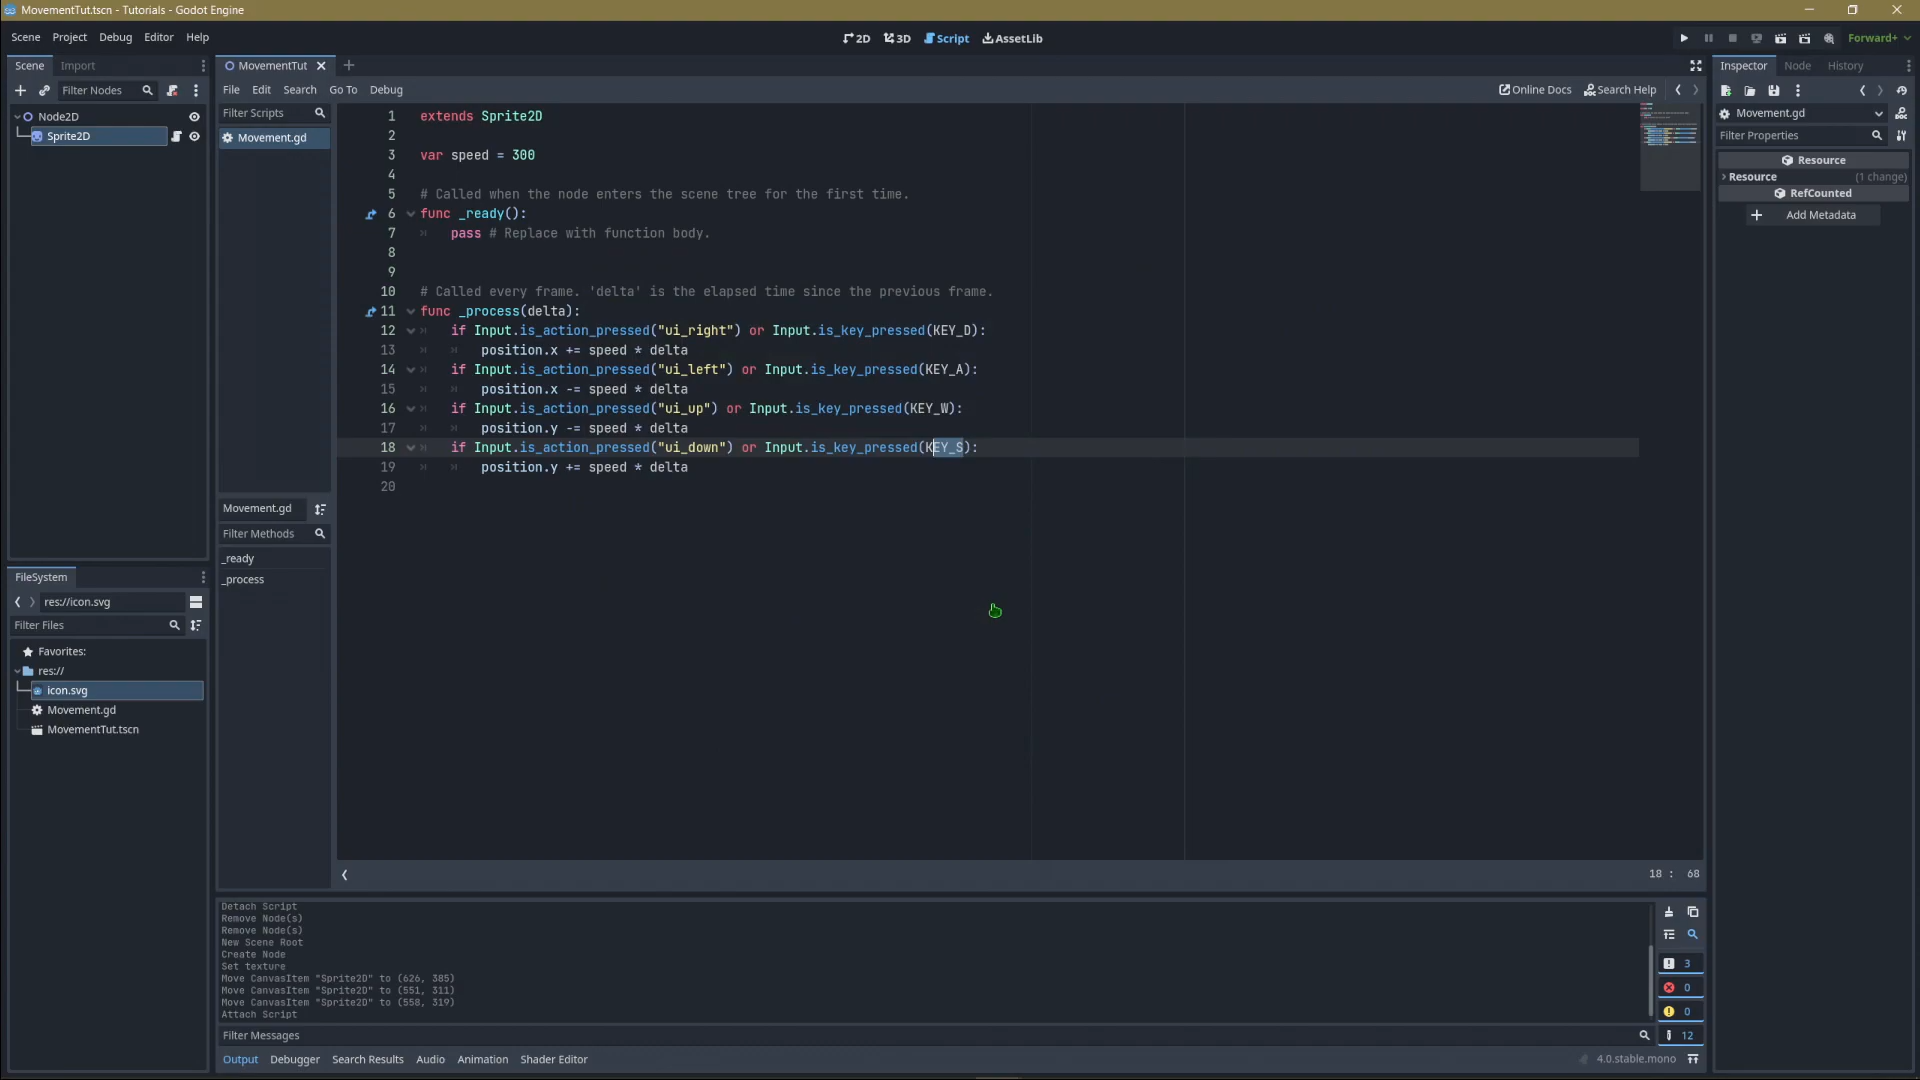 MovementTut.tscn - Tutorials - Godot Engine
Scene Project Debug Editor Help
2D 3D Script AssetLib
Forward+
Scene Import
MovementTut
Inspector Node History
Filter Nodes
File Edit Search Go To Debug
Online Docs Search Help
Node2D
Sprite2D
Filter Scripts
Movement.gd
1 extends Sprite2D
2
3 var speed = 300
4
5 # Called when the node enters the scene tree for the first time.
6 func _ready():
7 pass # Replace with function body.
8
9
10 # Called every frame. 'delta' is the elapsed time since the previous frame.
11 func _process(delta):
12 if Input.is_action_pressed("ui_right") or Input.is_key_pressed(KEY_D):
13 position.x += speed * delta
14 if Input.is_action_pressed("ui_left") or Input.is_key_pressed(KEY_A):
15 position.x -= speed * delta
16 if Input.is_action_pressed("ui_up") or Input.is_key_pressed(KEY_W):
17 position.y -= speed * delta
18 if Input.is_action_pressed("ui_down") or Input.is_key_pressed(KEY_S):
19 position.y += speed * delta
20
Movement.gd
Filter Properties
Resource
Resource (1 change)
RefCounted
Add Metadata
Movement.gd
Filter Methods
_ready
_process
FileSystem
res://icon.svg
Filter Files
Favorites:
res://
icon.svg
Movement.gd
MovementTut.tscn
18 : 68
Detach Script
Remove Node(s)
Remove Node(s)
New Scene Root
Create Node
Set texture
Move CanvasItem "Sprite2D" to (626, 385)
Move CanvasItem "Sprite2D" to (551, 311)
Move CanvasItem "Sprite2D" to (558, 319)
Attach Script
3
0
0
12
Filter Messages
Output Debugger Search Results Audio Animation Shader Editor
4.0.stable.mono